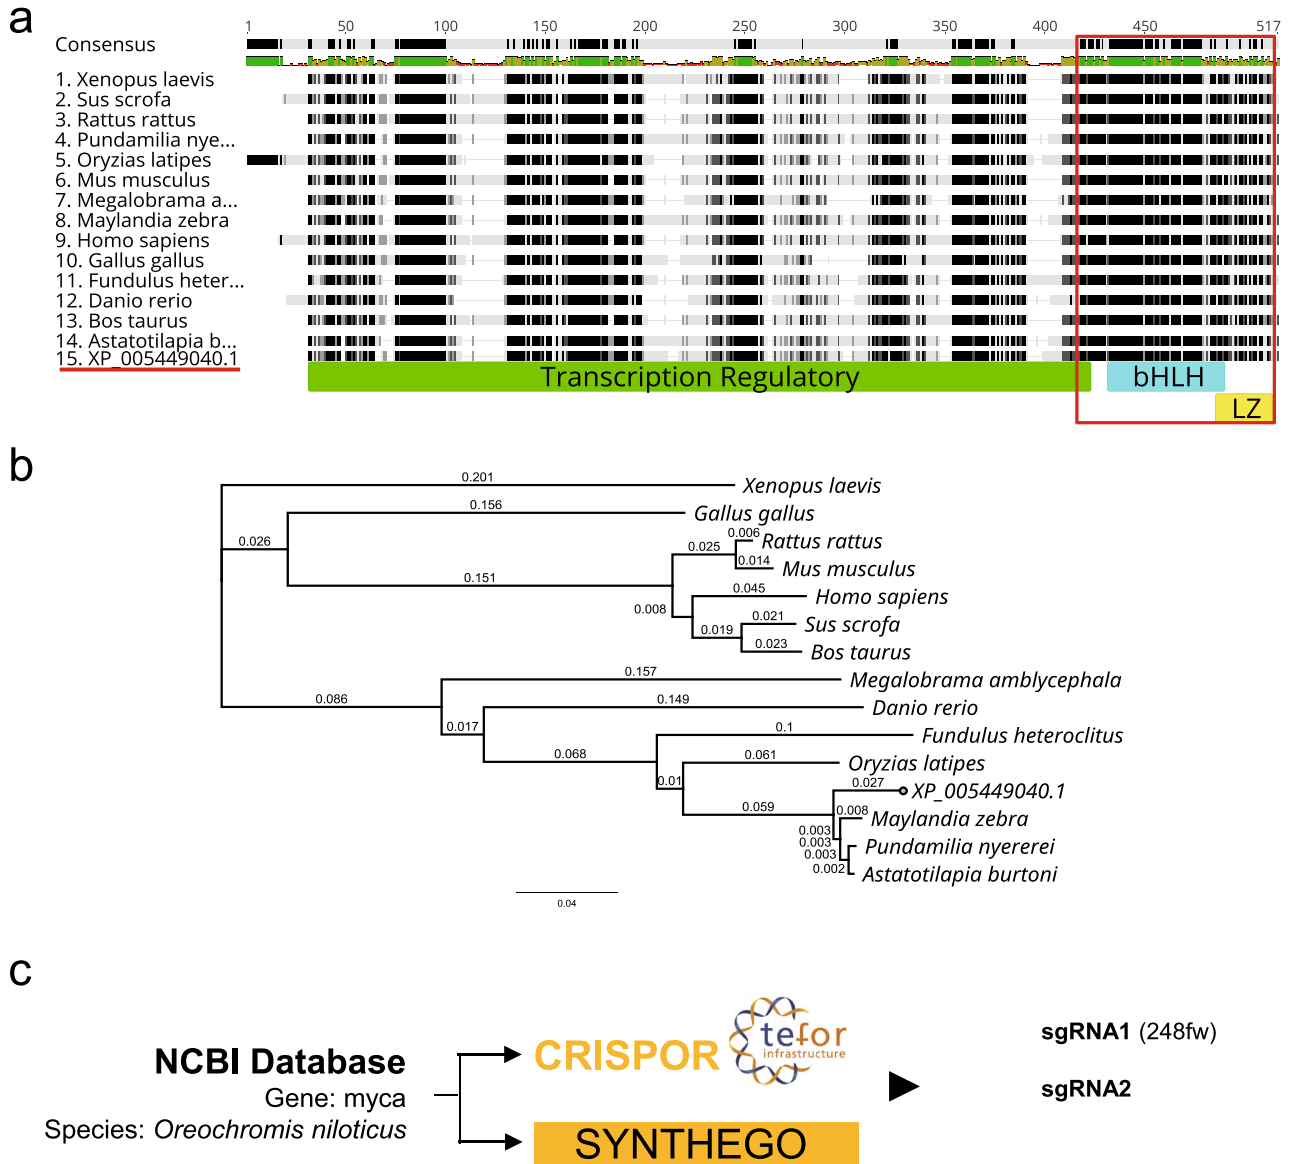 a
1 50 100 150 200 250 300 350 400 450 517
Consensus
1. Xenopus laevis
2. Sus scrofa
3. Rattus rattus
4. Pundamilia nye...
5. Oryzias latipes
6. Mus musculus
7. Megalobrama a...
8. Maylandia zebra
9. Homo sapiens
10. Gallus gallus
11. Fundulus heter...
12. Danio rerio
13. Bos taurus
14. Astatotilapia b...
15. XP_005449040.1
Transcription Regulatory
bHLH
LZ
b
0.201 Xenopus laevis
0.156 Gallus gallus
0.026
0.006 Rattus rattus
0.025
0.014 Mus musculus
0.151
0.045 Homo sapiens
0.008
0.021 Sus scrofa
0.019
0.023 Bos taurus
0.157 Megalobrama amblycephala
0.086
0.149 Danio rerio
0.017
0.1 Fundulus heteroclitus
0.068
0.061 Oryzias latipes
0.01
0.027 XP_005449040.1
0.059
0.008 Maylandia zebra
0.003
0.003 Pundamilia nyererei
0.003
0.002 Astatotilapia burtoni
0.04
c
NCBI Database
Gene: myca
Species: Oreochromis niloticus
CRISPOR
tefor
infrastructure
SYNTHEGO
sgRNA1 (248fw)
sgRNA2